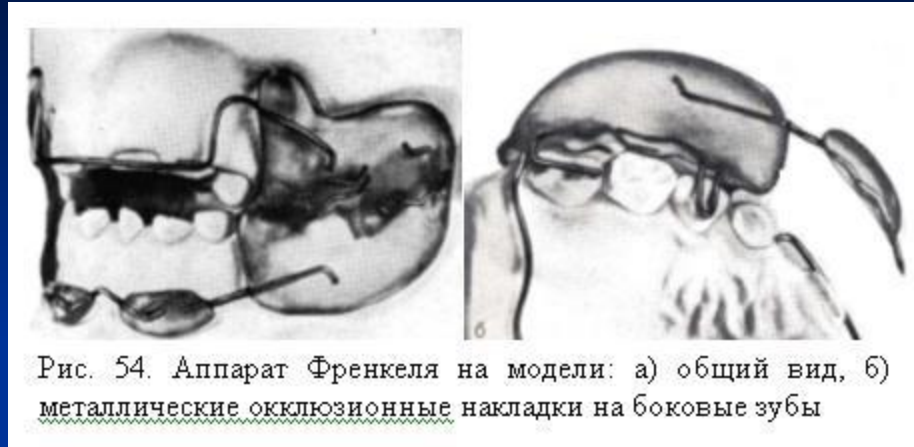 б
Рис. 54. Аппарат Френкеля на модели: а) общий вид, б)
металлические окклюзионные накладки на боковые зубы